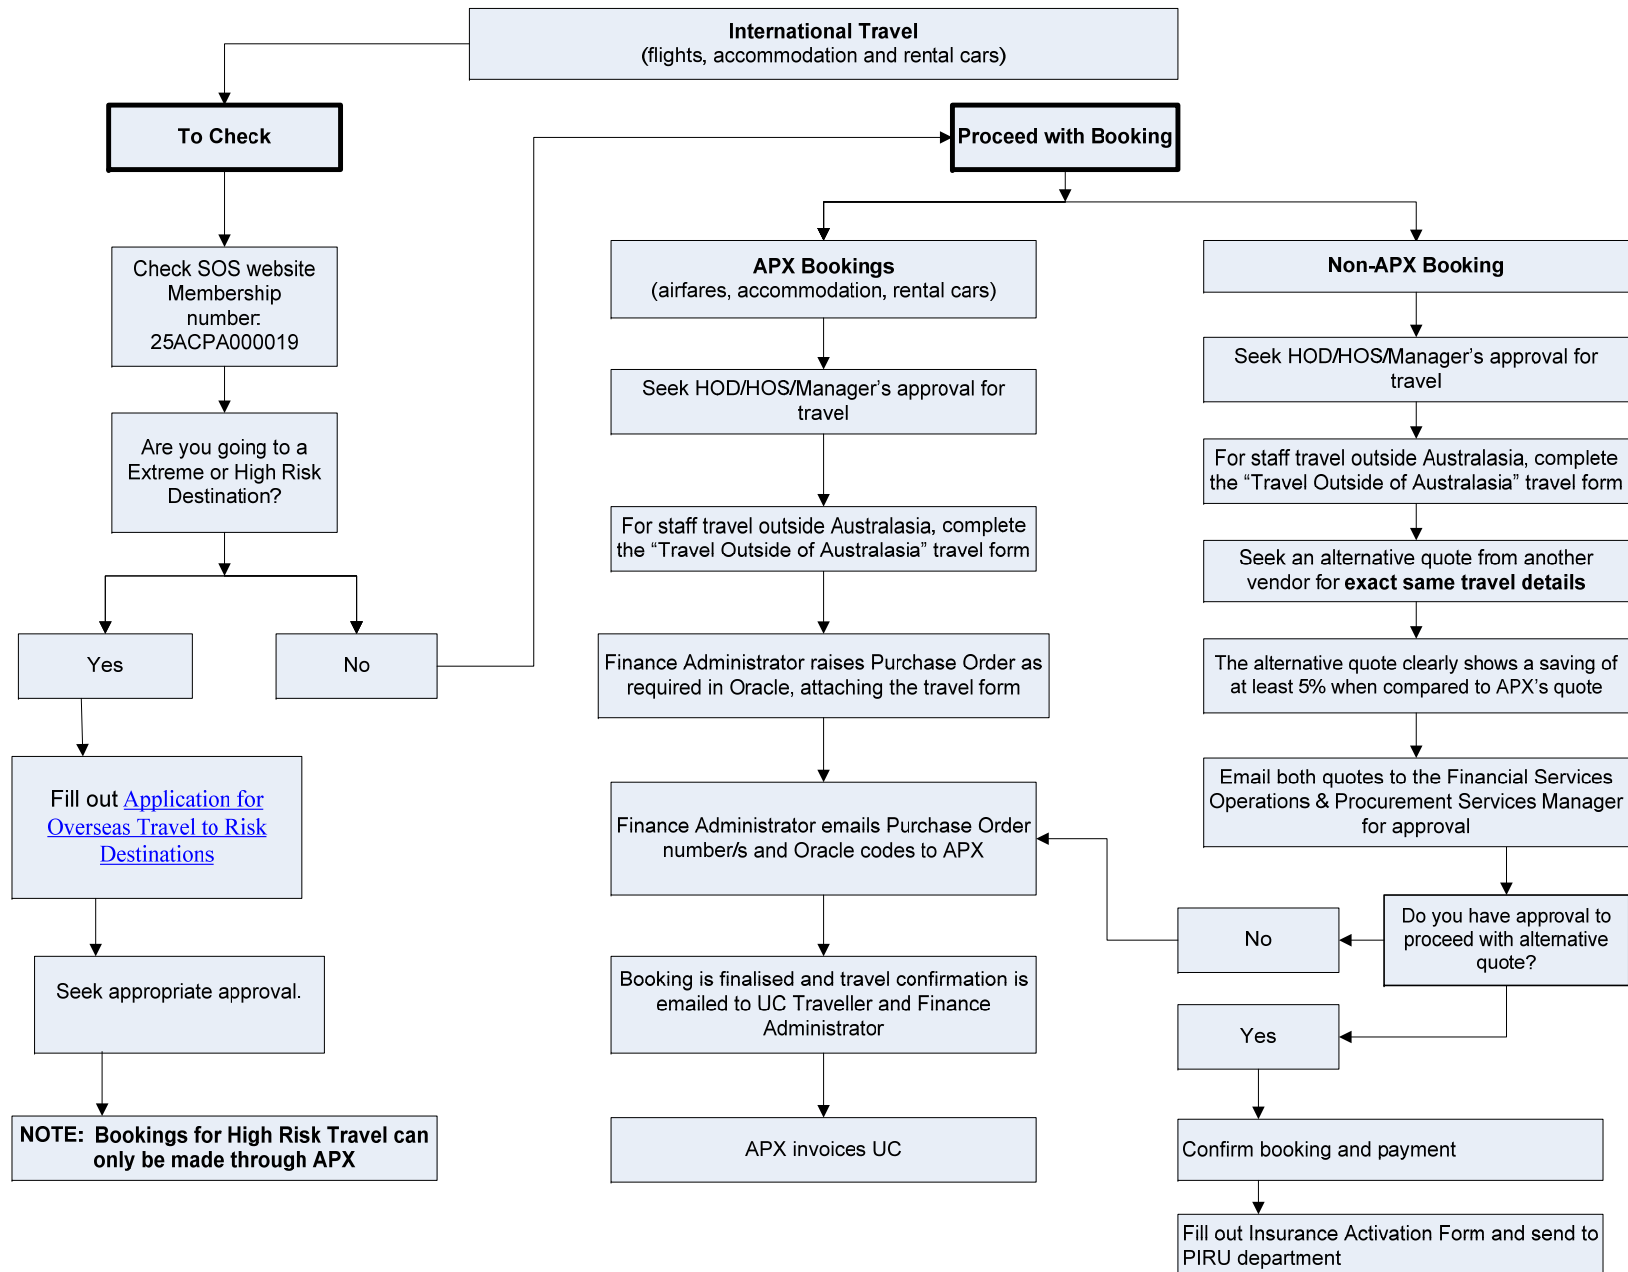 International Travel
(flights, accommodation and rental cars)
To Check
Proceed with Booking
Check SOS website
Membership
number:
25ACPA000019
Are you going to a
Extreme or High Risk
Destination?
Yes
No
Fill out Application for
Overseas Travel to Risk
Destinations
Seek appropriate approval.
NOTE: Bookings for High Risk Travel can
only be made through APX
APX Bookings
(airfares, accommodation, rental cars)
Seek HOD/HOS/Manager’s approval for
travel
For staff travel outside Australasia, complete
the “Travel Outside of Australasia” travel form
Finance Administrator raises Purchase Order as
required in Oracle, attaching the travel form
Finance Administrator emails Purchase Order
number/s and Oracle codes to APX
Booking is finalised and travel confirmation is
emailed to UC Traveller and Finance
Administrator
APX invoices UC
Non-APX Booking
Seek HOD/HOS/Manager’s approval for
travel
For staff travel outside Australasia, complete
the “Travel Outside of Australasia” travel form
Seek an alternative quote from another
vendor for exact same travel details
The alternative quote clearly shows a saving of
at least 5% when compared to APX’s quote
Email both quotes to the Financial Services
Operations & Procurement Services Manager
for approval
Do you have approval to
proceed with alternative
quote?
No
Yes
Confirm booking and payment
Fill out Insurance Activation Form and send to
PIRU department